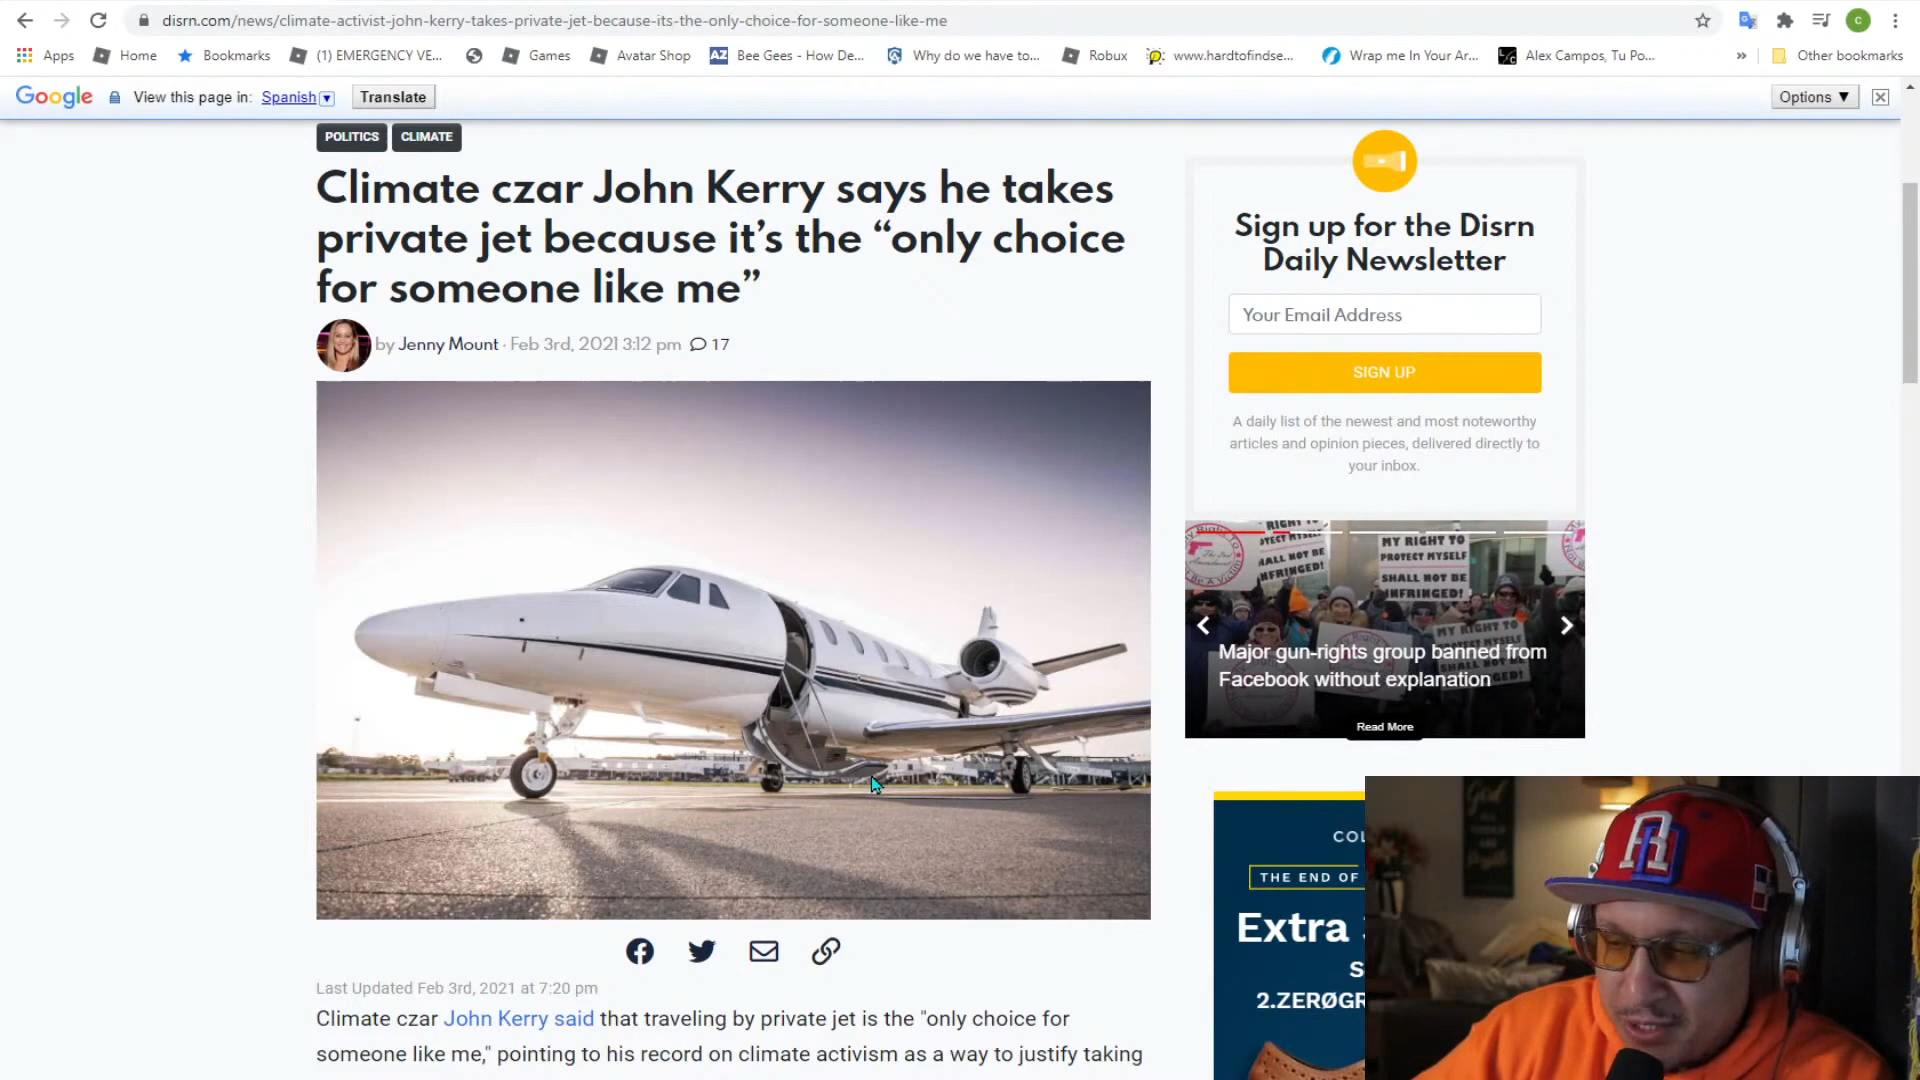 disrn.com/news/climate-activist-john-kerry-takes-private-jet-because-its-the-only-choice-for-someone-like-me
C
Apps Home Bookmarks (1) EMERGENCY VE... Games Avatar Shop AZ Bee Gees - How De... Why do we have to... Robux www.hardtofindse... Wrap me In Your Ar... Alex Campos, Tu Po... » Other bookmarks
Google View this page in: Spanish Translate Options ▼
POLITICS CLIMATE
Climate czar John Kerry says he takes
private jet because it's the “only choice
for someone like me”
by Jenny Mount · Feb 3rd, 2021 3:12 pm 17
Last Updated Feb 3rd, 2021 at 7:20 pm
Climate czar John Kerry said that traveling by private jet is the "only choice for
someone like me," pointing to his record on climate activism as a way to justify taking
Sign up for the Disrn
Daily Newsletter
Your Email Address
SIGN UP
A daily list of the newest and most noteworthy
articles and opinion pieces, delivered directly to
your inbox.
MY RIGHT TO
PROTECT MYSELF
SHALL NOT BE
INFRINGED!
Major gun-rights group banned from
Facebook without explanation
Read More
THE END OF
Extra
2.ZERØGR